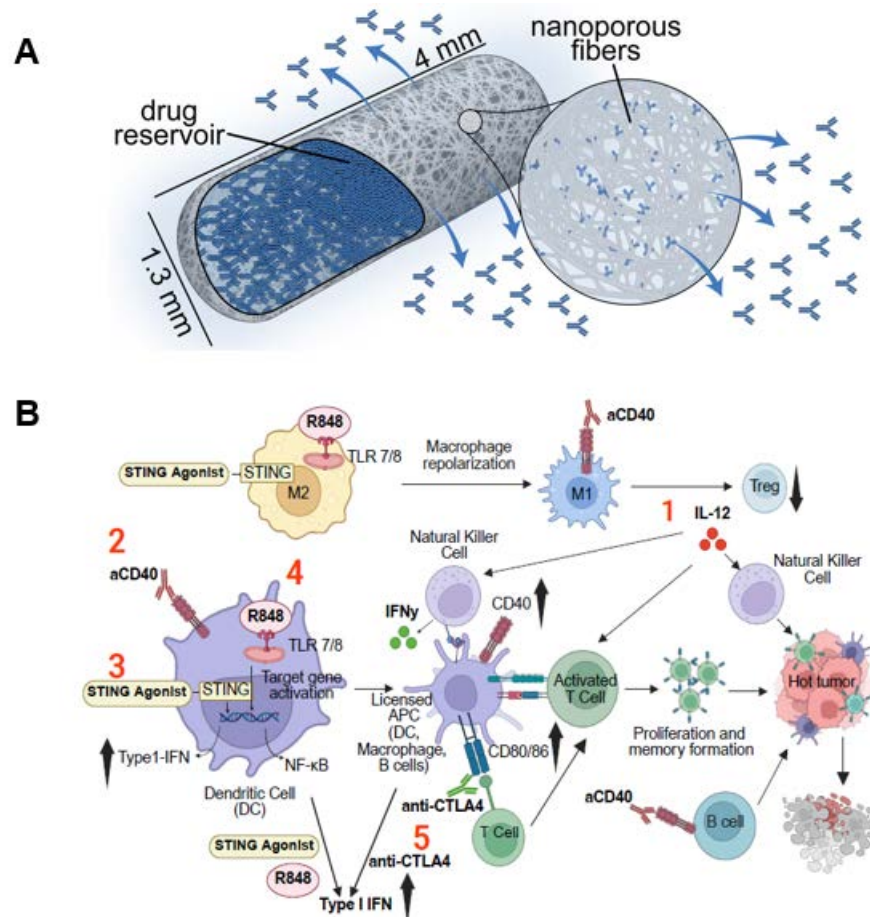 A
4 mm
nanoporous
fibers
drug
reservoir
1.3 mm
B
R848
TLR 7/8
STING Agonist
STING
M2
Macrophage
repolarization
aCD40
M1
Treg
1
IL-12
Natural Killer
Cell
Natural Killer
Cell
2
aCD40
4
R848
TLR 7/8
3
STING Agonist
STING
Target gene
activation
Type1-IFN
NF-κB
Dendritic Cell
(DC)
IFNγ
CD40
Licensed
APC (DC,
Macrophage,
B cells)
CD80/86
Activated
T Cell
Proliferation and
memory formation
Hot tumor
anti-CTLA4
T Cell
aCD40
B cell
STING Agonist
R848
5
anti-CTLA4
Type I IFN